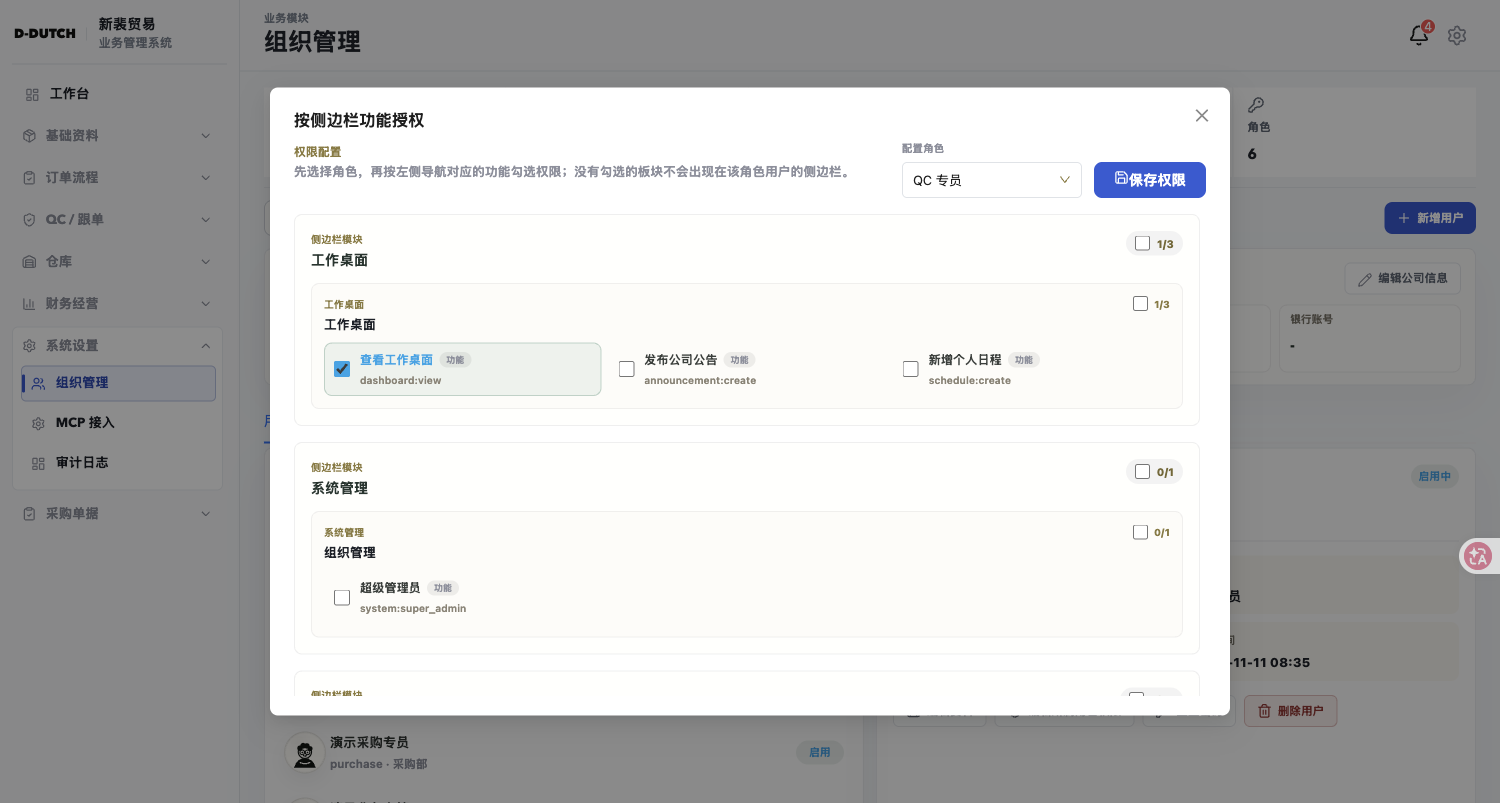 D-DUTCH
新裴贸易
业务管理系统
工作台
基础资料
订单流程
QC / 跟单
仓库
财务经营
系统设置
组织管理
MCP 接入
审计日志
采购单据
业务模块
组织管理
4
角色
6
新增用户
编辑公司信息
银行账号
-
启用中
员
-11-11 08:35
删除用户
演示采购专员
purchase · 采购部
启用
按侧边栏功能授权
权限配置
先选择角色，再按左侧导航对应的功能勾选权限；没有勾选的板块不会出现在该角色用户的侧边栏。
配置角色
QC 专员
保存权限
侧边栏模块
工作桌面
1/3
工作桌面
工作桌面
1/3
查看工作桌面 功能
dashboard:view
发布公司公告 功能
announcement:create
新增个人日程 功能
schedule:create
侧边栏模块
系统管理
0/1
系统管理
组织管理
0/1
超级管理员 功能
system:super_admin
侧边栏模块